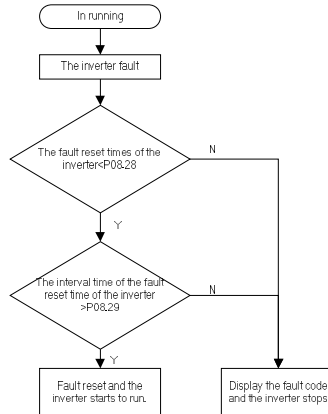 In running
The inverter fault
The fault reset times of the
inverter<P08.28
N
Y
The interval time of the fault
reset time of the inverter
>P08.29
N
Y
Fault reset and the
inverter starts to run.
Display the fault code
and the inverter stops